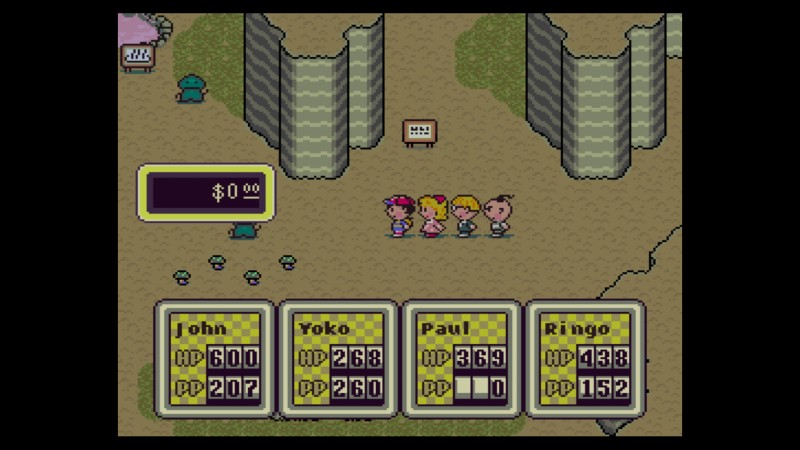 $0 00
John
HP 600
PP 207
Yoko
HP 268
PP 260
Paul
HP 369
PP 0
Ringo
HP 438
PP 152